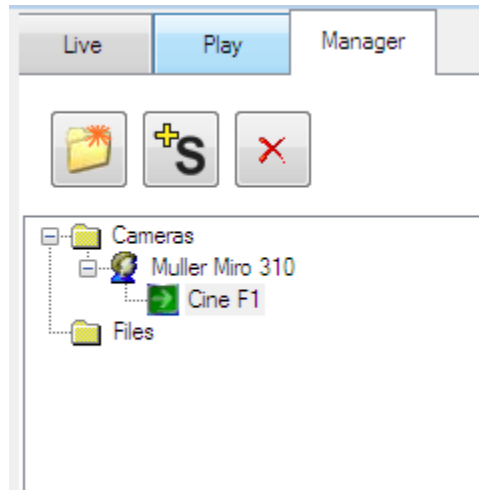 Live Play Manager
+S
Cameras
Muller Miro 310
Cine F1
Files